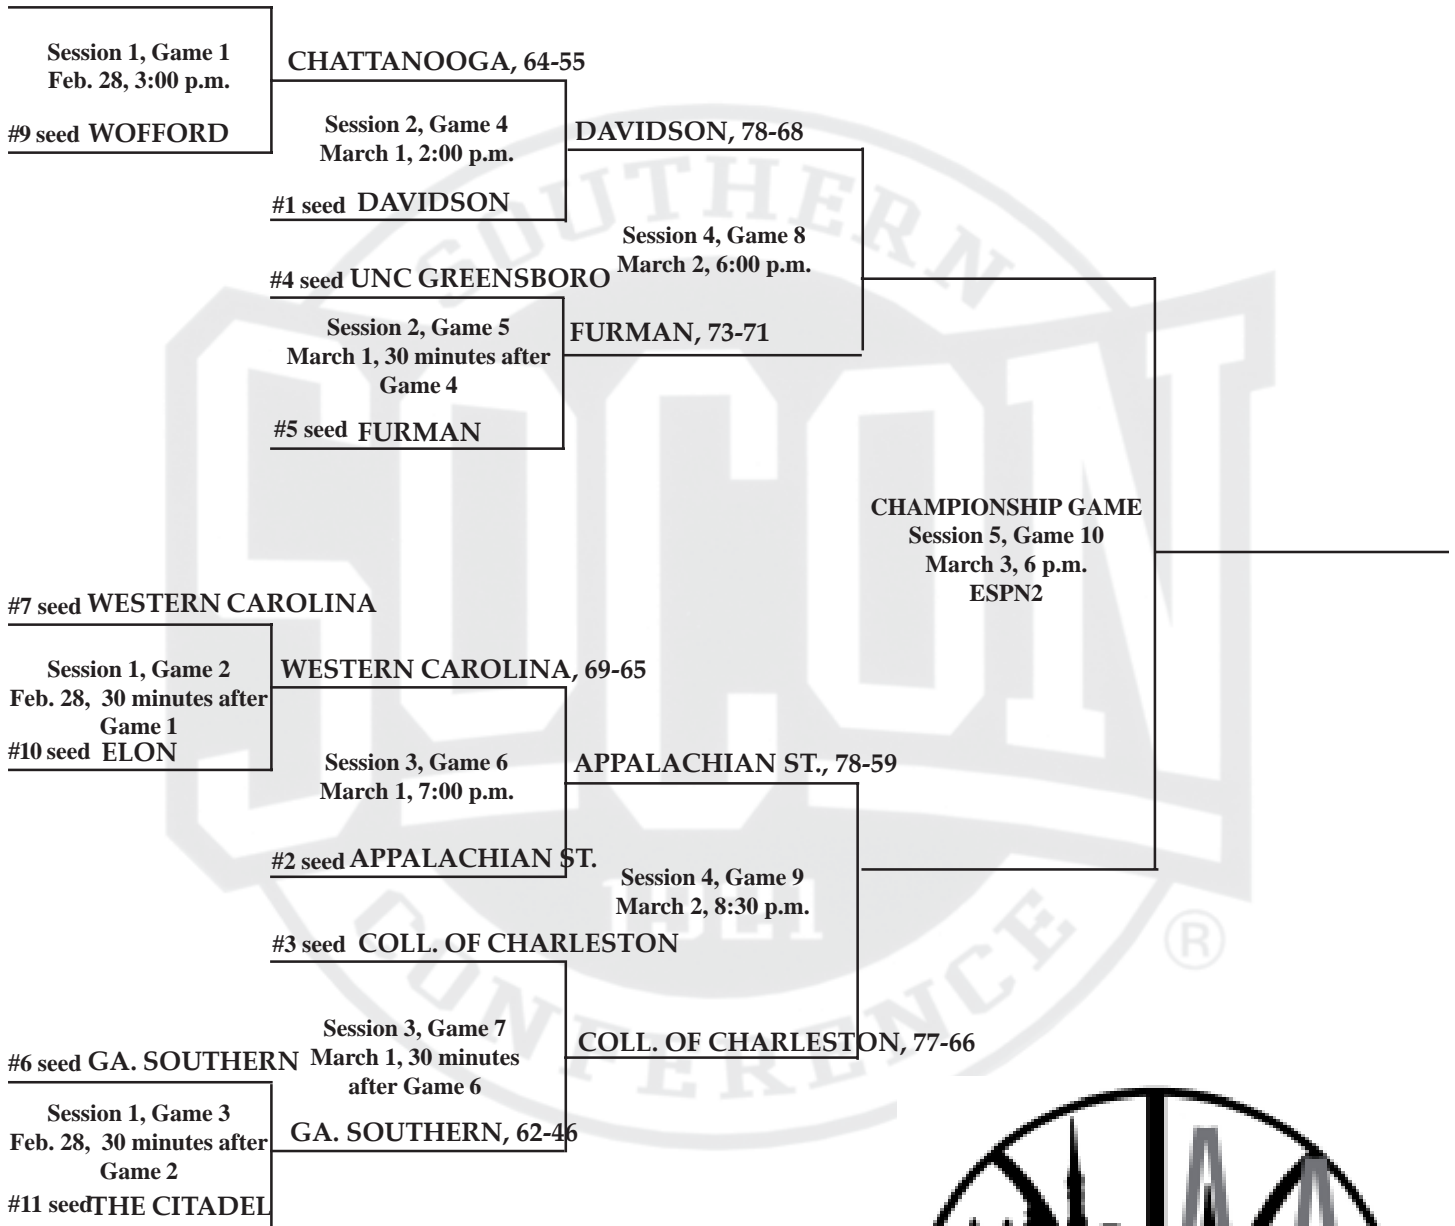 Session 1, Game 1
Feb. 28, 3:00 p.m.
#9 seed WOFFORD
CHATTANOOGA, 64-55
Session 2, Game 4
March 1, 2:00 p.m.
#1 seed DAVIDSON
DAVIDSON, 78-68
Session 4, Game 8
March 2, 6:00 p.m.
#4 seed UNC GREENSBORO
Session 2, Game 5
March 1, 30 minutes after
Game 4
#5 seed FURMAN
FURMAN, 73-71
CHAMPIONSHIP GAME
Session 5, Game 10
March 3, 6 p.m.
ESPN2
#7 seed WESTERN CAROLINA
Session 1, Game 2
Feb. 28, 30 minutes after
Game 1
#10 seed ELON
WESTERN CAROLINA, 69-65
Session 3, Game 6
March 1, 7:00 p.m.
#2 seed APPALACHIAN ST.
APPALACHIAN ST., 78-59
Session 4, Game 9
March 2, 8:30 p.m.
#3 seed COLL. OF CHARLESTON
Session 3, Game 7
March 1, 30 minutes
after Game 6
COLL. OF CHARLESTON, 77-66
#6 seed GA. SOUTHERN
Session 1, Game 3
Feb. 28, 30 minutes after
Game 2
#11 seed THE CITADEL
GA. SOUTHERN, 62-46
SOUTHERN
SOCON
1921
CONFERENCE
®